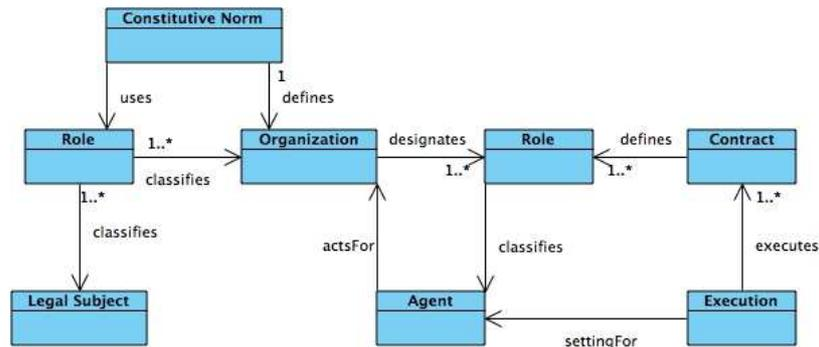 Constitutive Norm
1
uses
defines
Role
1..*
Organization
designates
Role
defines
Contract
classifies
1..*
1..*
1..*
1..*
classifies
actsFor
classifies
executes
Legal Subject
Agent
Execution
settingFor